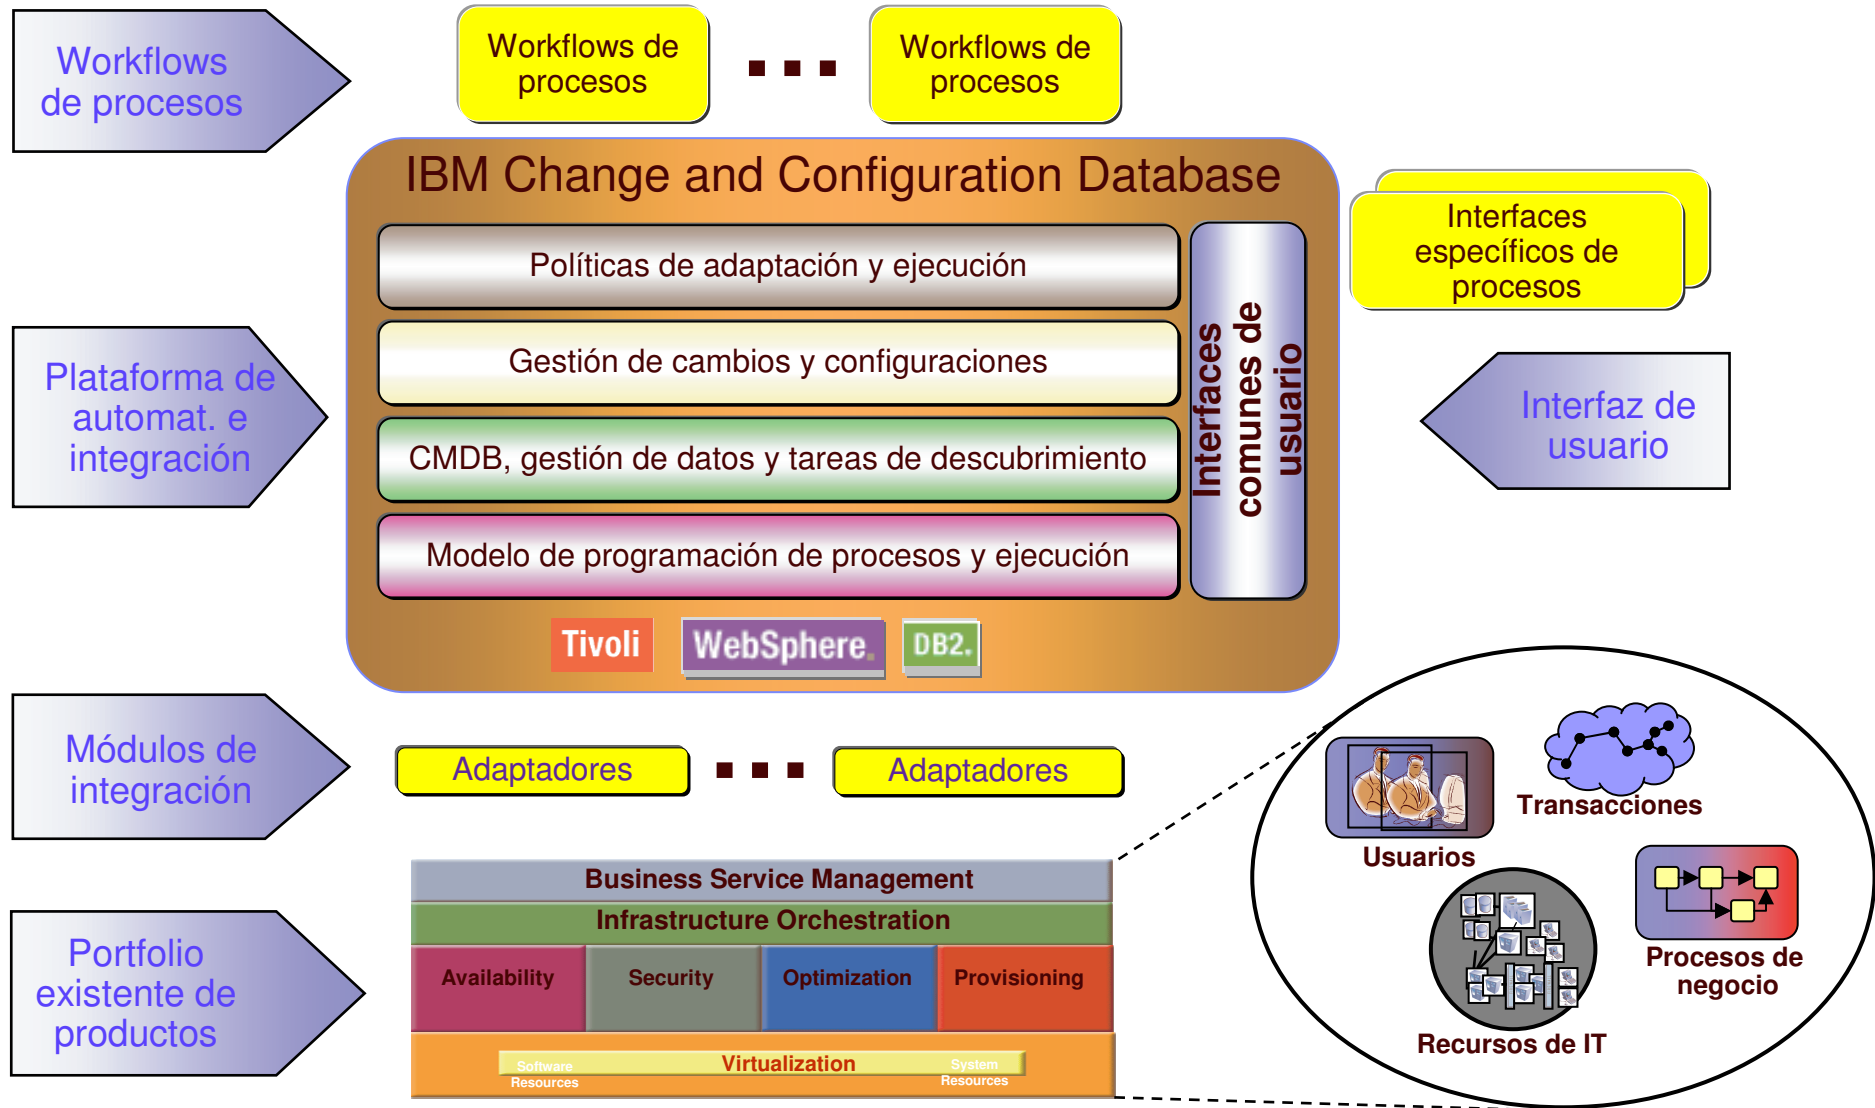 Workflows
de procesos
Workflows de
procesos
Workflows de
procesos
IBM Change and Configuration Database
Políticas de adaptación y ejecución
Gestión de cambios y configuraciones
CMDB, gestión de datos y tareas de descubrimiento
Modelo de programación de procesos y ejecución
Interfaces
comunes de
usuario
Tivoli
WebSphere.
DB2.
Interfaces
específicos de
procesos
Plataforma de
automat. e
integración
Interfaz de
usuario
Módulos de
integración
Adaptadores
Adaptadores
Portfolio
existente de
productos
Business Service Management
Infrastructure Orchestration
Availability
Security
Optimization
Provisioning
Virtualization
Software
Resources
System
Resources
Usuarios
Transacciones
Procesos de
negocio
Recursos de IT